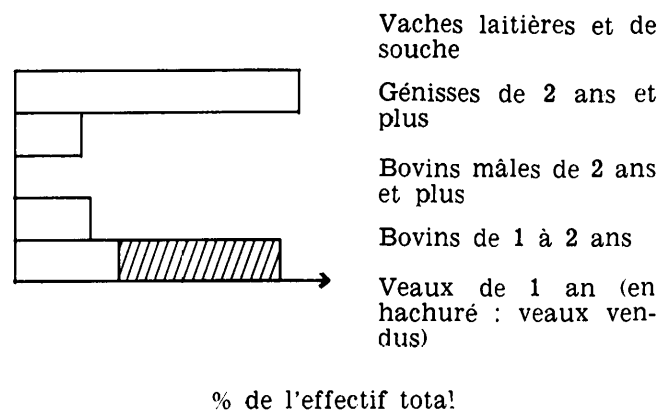 Vaches laitières et de
souche
Génisses de 2 ans et
plus
Bovins mâles de 2 ans
et plus
Bovins de 1 à 2 ans
Veaux de 1 an (en
hachuré : veaux ven-
dus)
% de l'effectif total